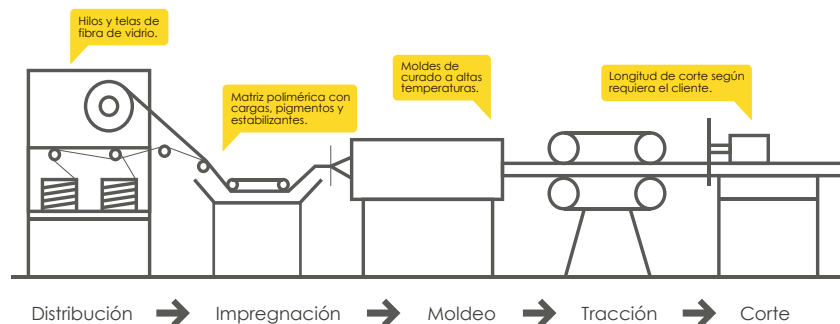 Hilos y telas de
fibra de vidrio.
Matriz polimérica con
cargas, pigmentos y
estabilizantes.
Moldes de
curado a altas
temperaturas.
Longitud de corte según
requiera el cliente.
Distribución
Impregnación
Moldeo
Tracción
Corte